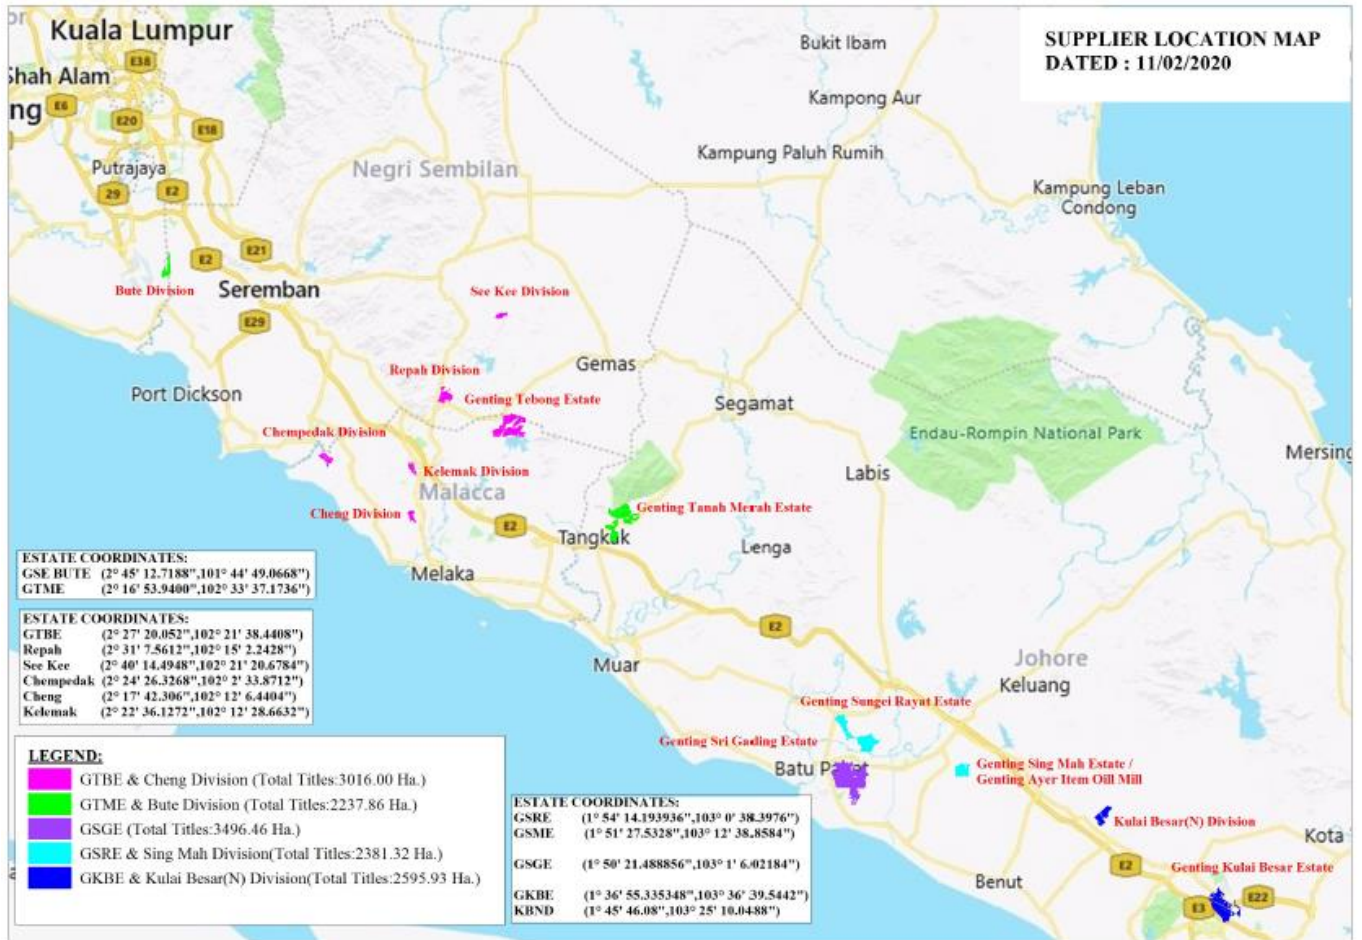 SUPPLIER LOCATION MAP
DATED : 11/02/2020
Kuala Lumpur
E38
Shah Alam
ng
E6
E20
E18
Putrajaya
29
E2
Negri Sembilan
Bukit Ibam
Kampong Aur
Kampung Paluh Rumih
Kampung Leban
Condong
E2
E21
Bute Division
Seremban
See Kee Division
E29
Port Dickson
Repah Division
Gemas
Genting Tebong Estate
Segamat
Chempedak Division
Endau-Rompin National Park
Mersing
Kelemak Division
Labis
Malacca
Cheng Division
E2
Genting Tanah Merah Estate
Tangkak
Lenga
Melaka
ESTATE COORDINATES:
GSE BUTE (2° 45' 12.7188",101° 44' 49.0668")
GTME (2° 16' 53.9400",102° 33' 37.1736")
ESTATE COORDINATES:
GTBE (2° 27' 20.052",102° 21' 38.4408")
Repah (2° 31' 7.5612",102° 15' 2.2428")
See Kee (2° 40' 14.4948",102° 21' 20.6784")
Chempedak (2° 24' 26.3268",102° 2' 33.8712")
Cheng (2° 17' 42.306",102° 12' 6.4404")
Kelemak (2° 22' 36.1272",102° 12' 28.6632")
E2
Muar
Johore
Keluang
Genting Sungei Rayat Estate
Genting Sri Gading Estate
Batu Pahat
Genting Sing Mah Estate /
Genting Ayer Item Oill Mill
Kulai Besar(N) Division
Kota
E2
Genting Kulai Besar Estate
Benut
E3
E22
LEGEND:
GTBE & Cheng Division (Total Titles:3016.00 Ha.)
GTME & Bute Division (Total Titles:2237.86 Ha.)
GSGE (Total Titles:3496.46 Ha.)
GSRE & Sing Mah Division(Total Titles:2381.32 Ha.)
GKBE & Kulai Besar(N) Division(Total Titles:2595.93 Ha.)
ESTATE COORDINATES:
GSRE (1° 54' 14.193936",103° 0' 38.3976")
GSME (1° 51' 27.5328",103° 12' 38.8584")
GSGE (1° 50' 21.488856",103° 1' 6.02184")
GKBE (1° 36' 55.335348",103° 36' 39.5442")
KBND (1° 45' 46.08",103° 25' 10.0488")